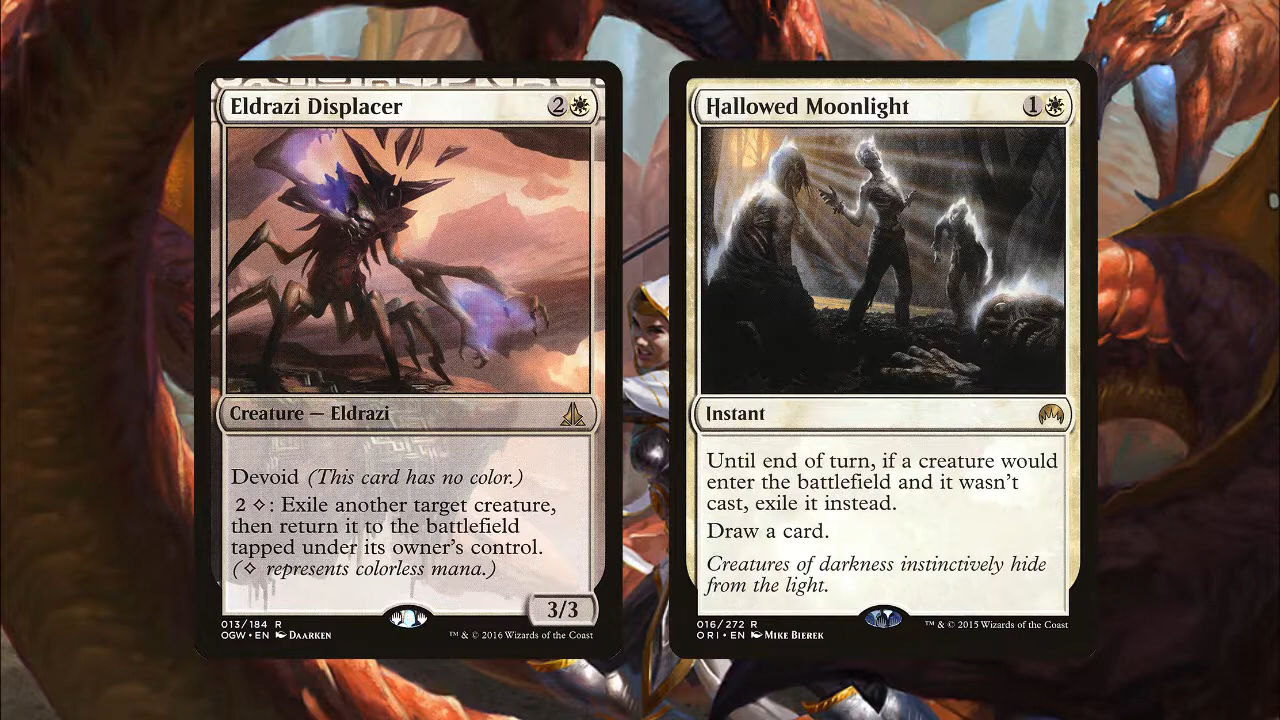 Eldrazi Displacer 2
Creature — Eldrazi
Devoid (This card has no color.)
2 ◇: Exile another target creature,
then return it to the battlefield
tapped under its owner's control.
(◇ represents colorless mana.)
3/3
013/184 R
OGW • EN Daarken
™ & © 2016 Wizards of the Coast
Hallowed Moonlight 1
Instant
Until end of turn, if a creature would
enter the battlefield and it wasn't
cast, exile it instead.
Draw a card.
Creatures of darkness instinctively hide
from the light.
016/272 R
ORI • EN Mike Bierek
™ & © 2015 Wizards of the Coast